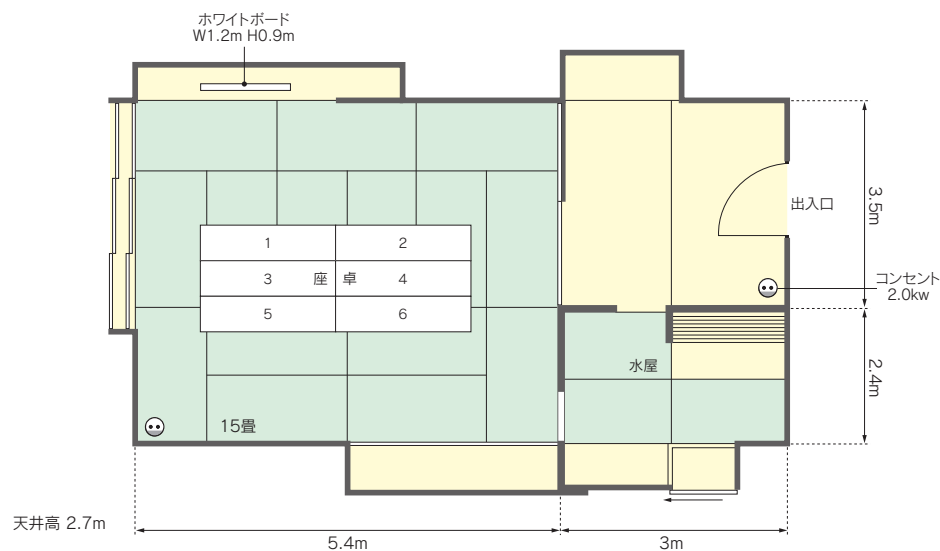 ホワイトボード
W1.2m H0.9m
出入口
3.5m
コンセント
2.0kw
1
2
3
座 卓
4
5
6
水屋
2.4m
15畳
天井高 2.7m
5.4m
3m